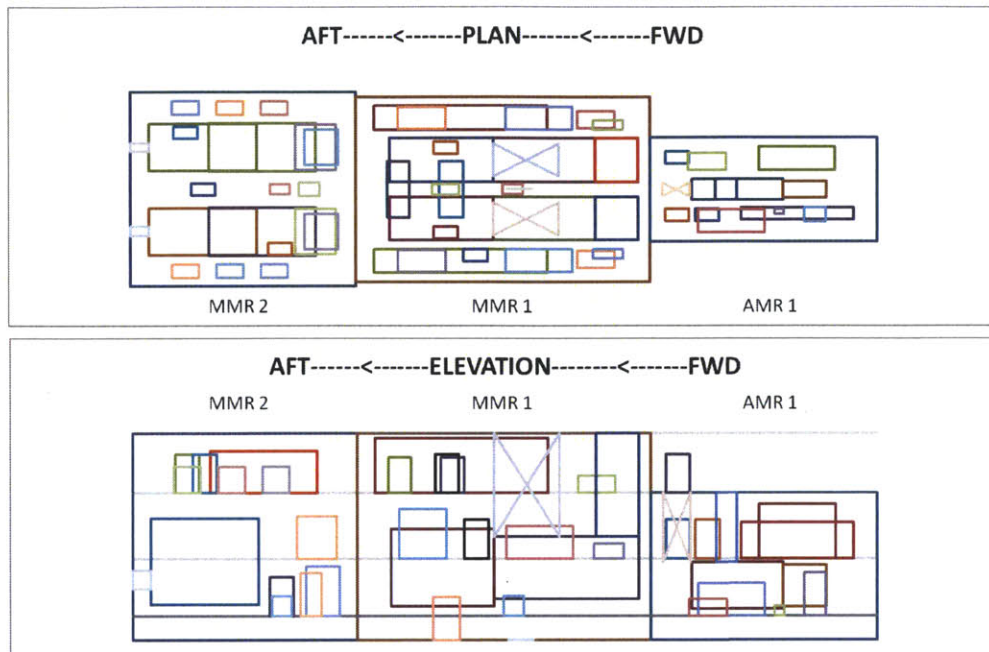 AFT------<-------PLAN-------<------FWD
MMR 2 MMR 1 AMR 1
AFT------<-------ELEVATION--------<------FWD
MMR 2 MMR 1 AMR 1